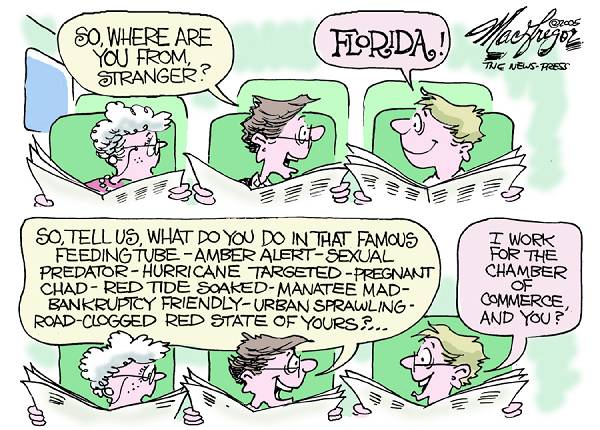 SO, WHERE ARE
YOU FROM,
STRANGER?
FLORIDA!
©2005
MacGregor
THE NEWS-PRESS
SO, TELL US, WHAT DO YOU DO IN THAT FAMOUS
FEEDING TUBE - AMBER ALERT - SEXUAL
PREDATOR - HURRICANE TARGETED - PREGNANT
CHAD - RED TIDE SOAKED - MANATEE MAD -
BANKRUPTCY FRIENDLY - URBAN SPRAWLING -
ROAD-CLOGGED RED STATE OF YOURS?...
I WORK
FOR THE
CHAMBER
OF
COMMERCE,
AND YOU?